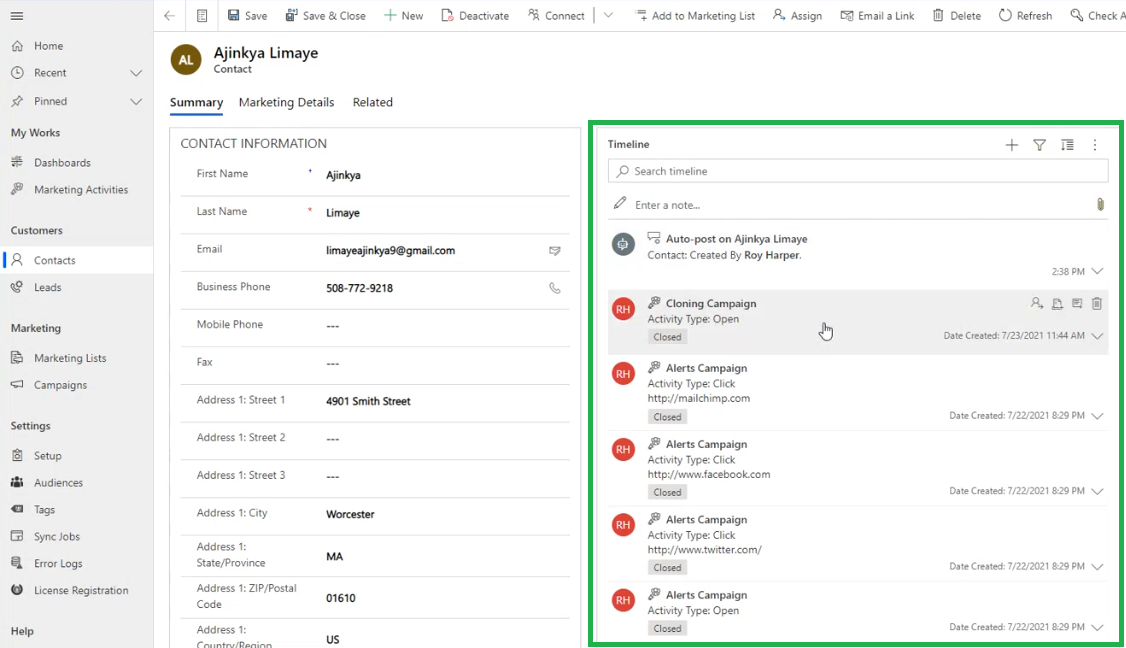 Save
Save & Close
New
Deactivate
Connect
Add to Marketing List
Assign
Email a Link
Delete
Refresh
Check A
Home
Recent
Pinned
My Works
Dashboards
Marketing Activities
Customers
Contacts
Leads
Marketing
Marketing Lists
Campaigns
Settings
Setup
Audiences
Tags
Sync Jobs
Error Logs
License Registration
Help
AL
Ajinkya Limaye
Contact
Summary
Marketing Details
Related
CONTACT INFORMATION
First Name
Ajinkya
Last Name
*
Limaye
Email
limayeajinkya9@gmail.com
Business Phone
508-772-9218
Mobile Phone
---
Fax
---
Address 1: Street 1
4901 Smith Street
Address 1: Street 2
---
Address 1: Street 3
---
Address 1: City
Worcester
Address 1:
State/Province
MA
Address 1: ZIP/Postal
Code
01610
Address 1:
Country/Region
US
Timeline
Search timeline
Enter a note...
Auto-post on Ajinkya Limaye
Contact: Created By Roy Harper.
2:38 PM
RH
Cloning Campaign
Activity Type: Open
Closed
Date Created: 7/23/2021 11:44 AM
RH
Alerts Campaign
Activity Type: Click
http://mailchimp.com
Closed
Date Created: 7/22/2021 8:29 PM
RH
Alerts Campaign
Activity Type: Click
http://www.facebook.com
Closed
Date Created: 7/22/2021 8:29 PM
RH
Alerts Campaign
Activity Type: Click
http://www.twitter.com/
Closed
Date Created: 7/22/2021 8:29 PM
RH
Alerts Campaign
Activity Type: Open
Closed
Date Created: 7/22/2021 8:29 PM